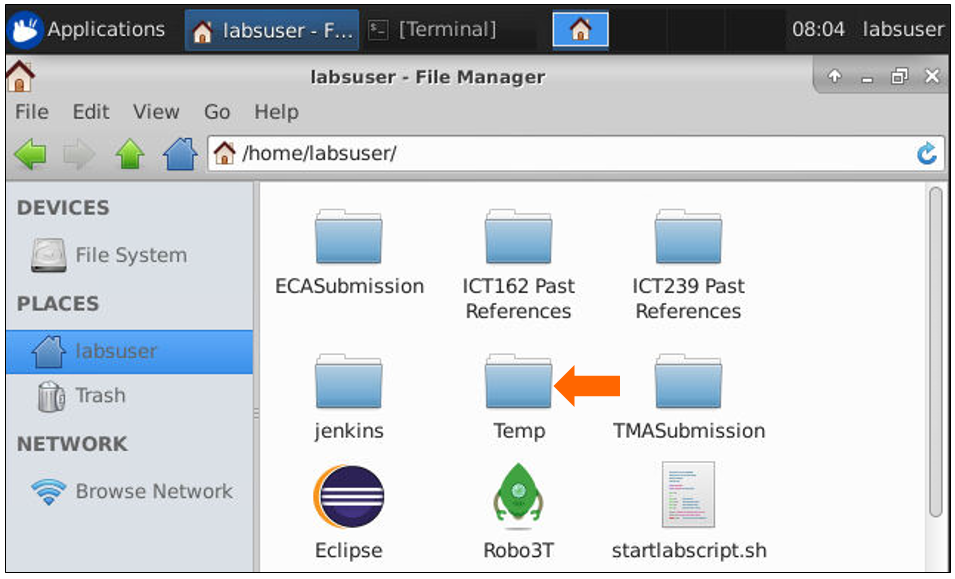 Applications labsuser - F... [Terminal] 08:04 labsuser
labsuser - File Manager
File Edit View Go Help
/home/labsuser/
DEVICES
File System
PLACES
labsuser
Trash
NETWORK
Browse Network
ECASubmission
ICT162 Past
References
ICT239 Past
References
jenkins
Temp
TMASubmission
Eclipse
Robo3T
startlabscript.sh